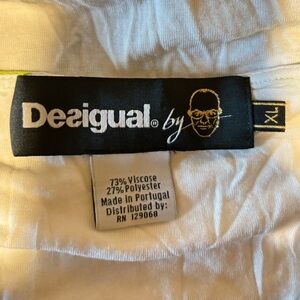 Desigual® by
XL
73% Viscose
27% Polyester
Made in Portugal
Distributed by:
RN 129060